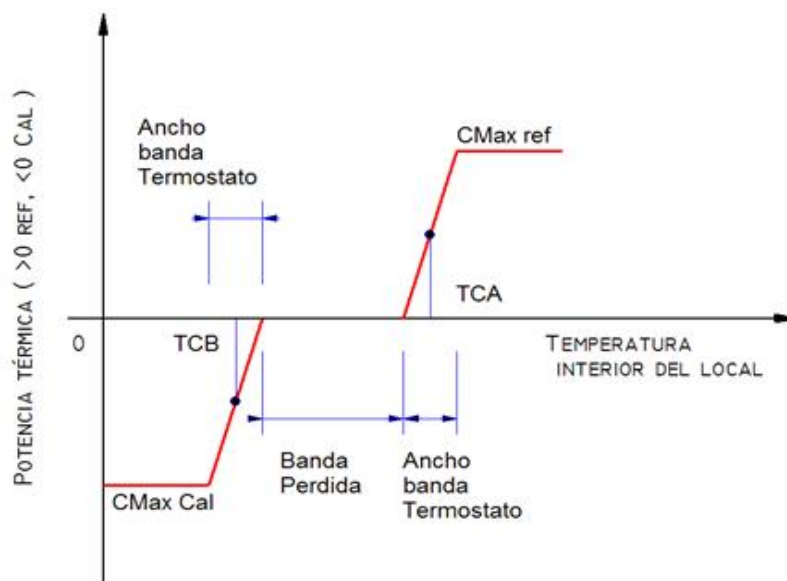 POTENCIA TÉRMICA ( >0 REF, <0 CAL )
Ancho
banda
Termostato
CMax ref
TCA
0
TCB
TEMPERATURA
INTERIOR DEL LOCAL
Banda
Perdida
Ancho
banda
Termostato
CMax Cal